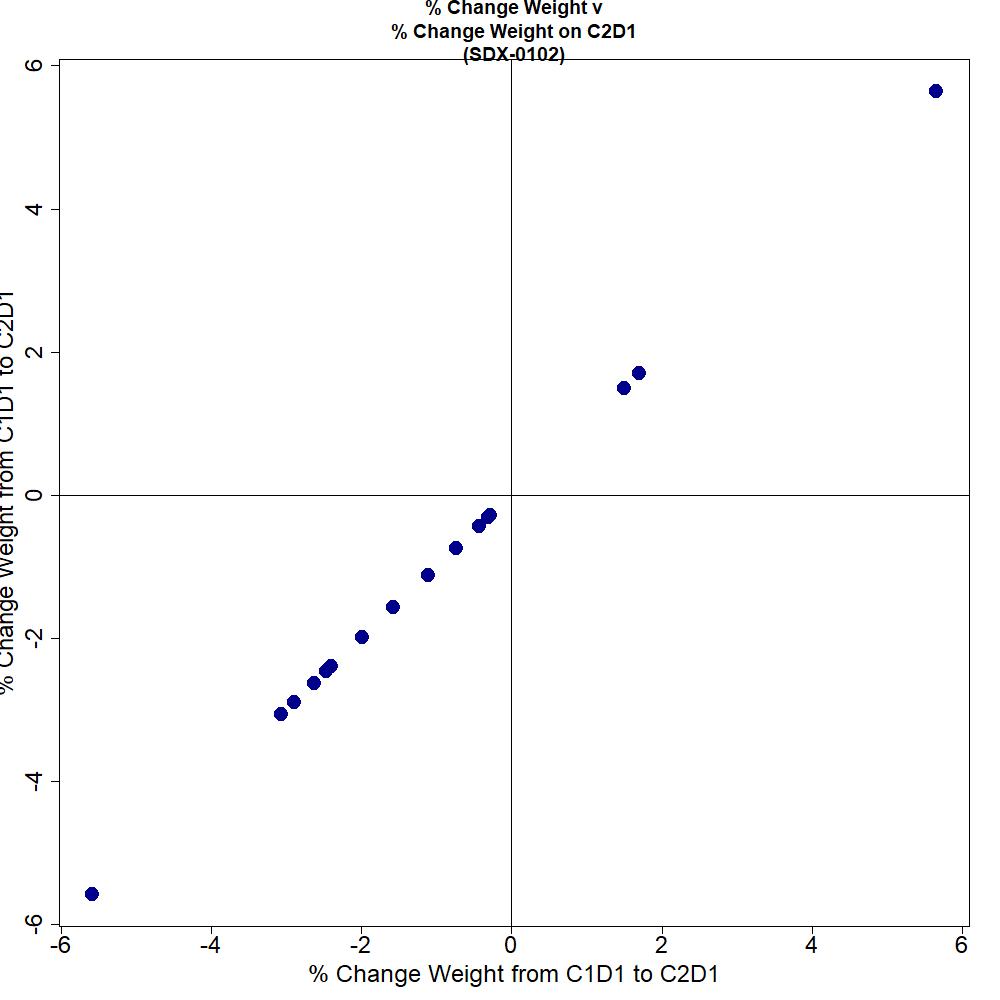 % Change Weight v
% Change Weight on C2D1
(SDX-0102)
% Change Weight from C1D1 to C2D1
6
4
2
0
-2
-4
-6
-6 -4 -2 0 2 4 6
% Change Weight from C1D1 to C2D1